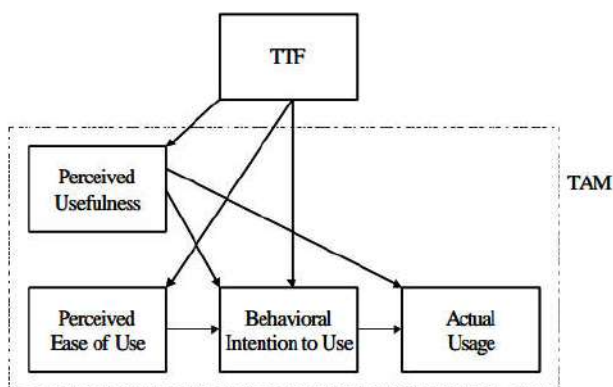 TTF
TAM
Perceived
Usefulness
Perceived
Ease of Use
Behavioral
Intention to Use
Actual
Usage